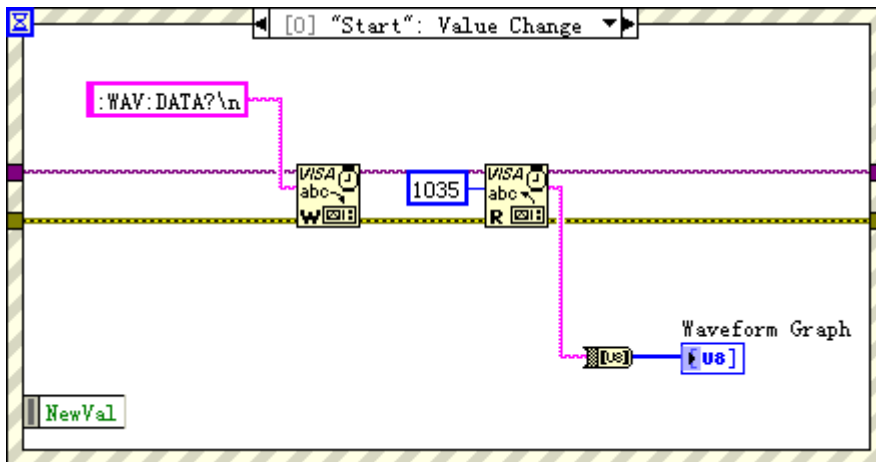 [0] "Start": Value Change
:WAV:DATA?\n
VISA
abc
W
1035
VISA
abc
R
Waveform Graph
[U8]
[U8]
NewVal